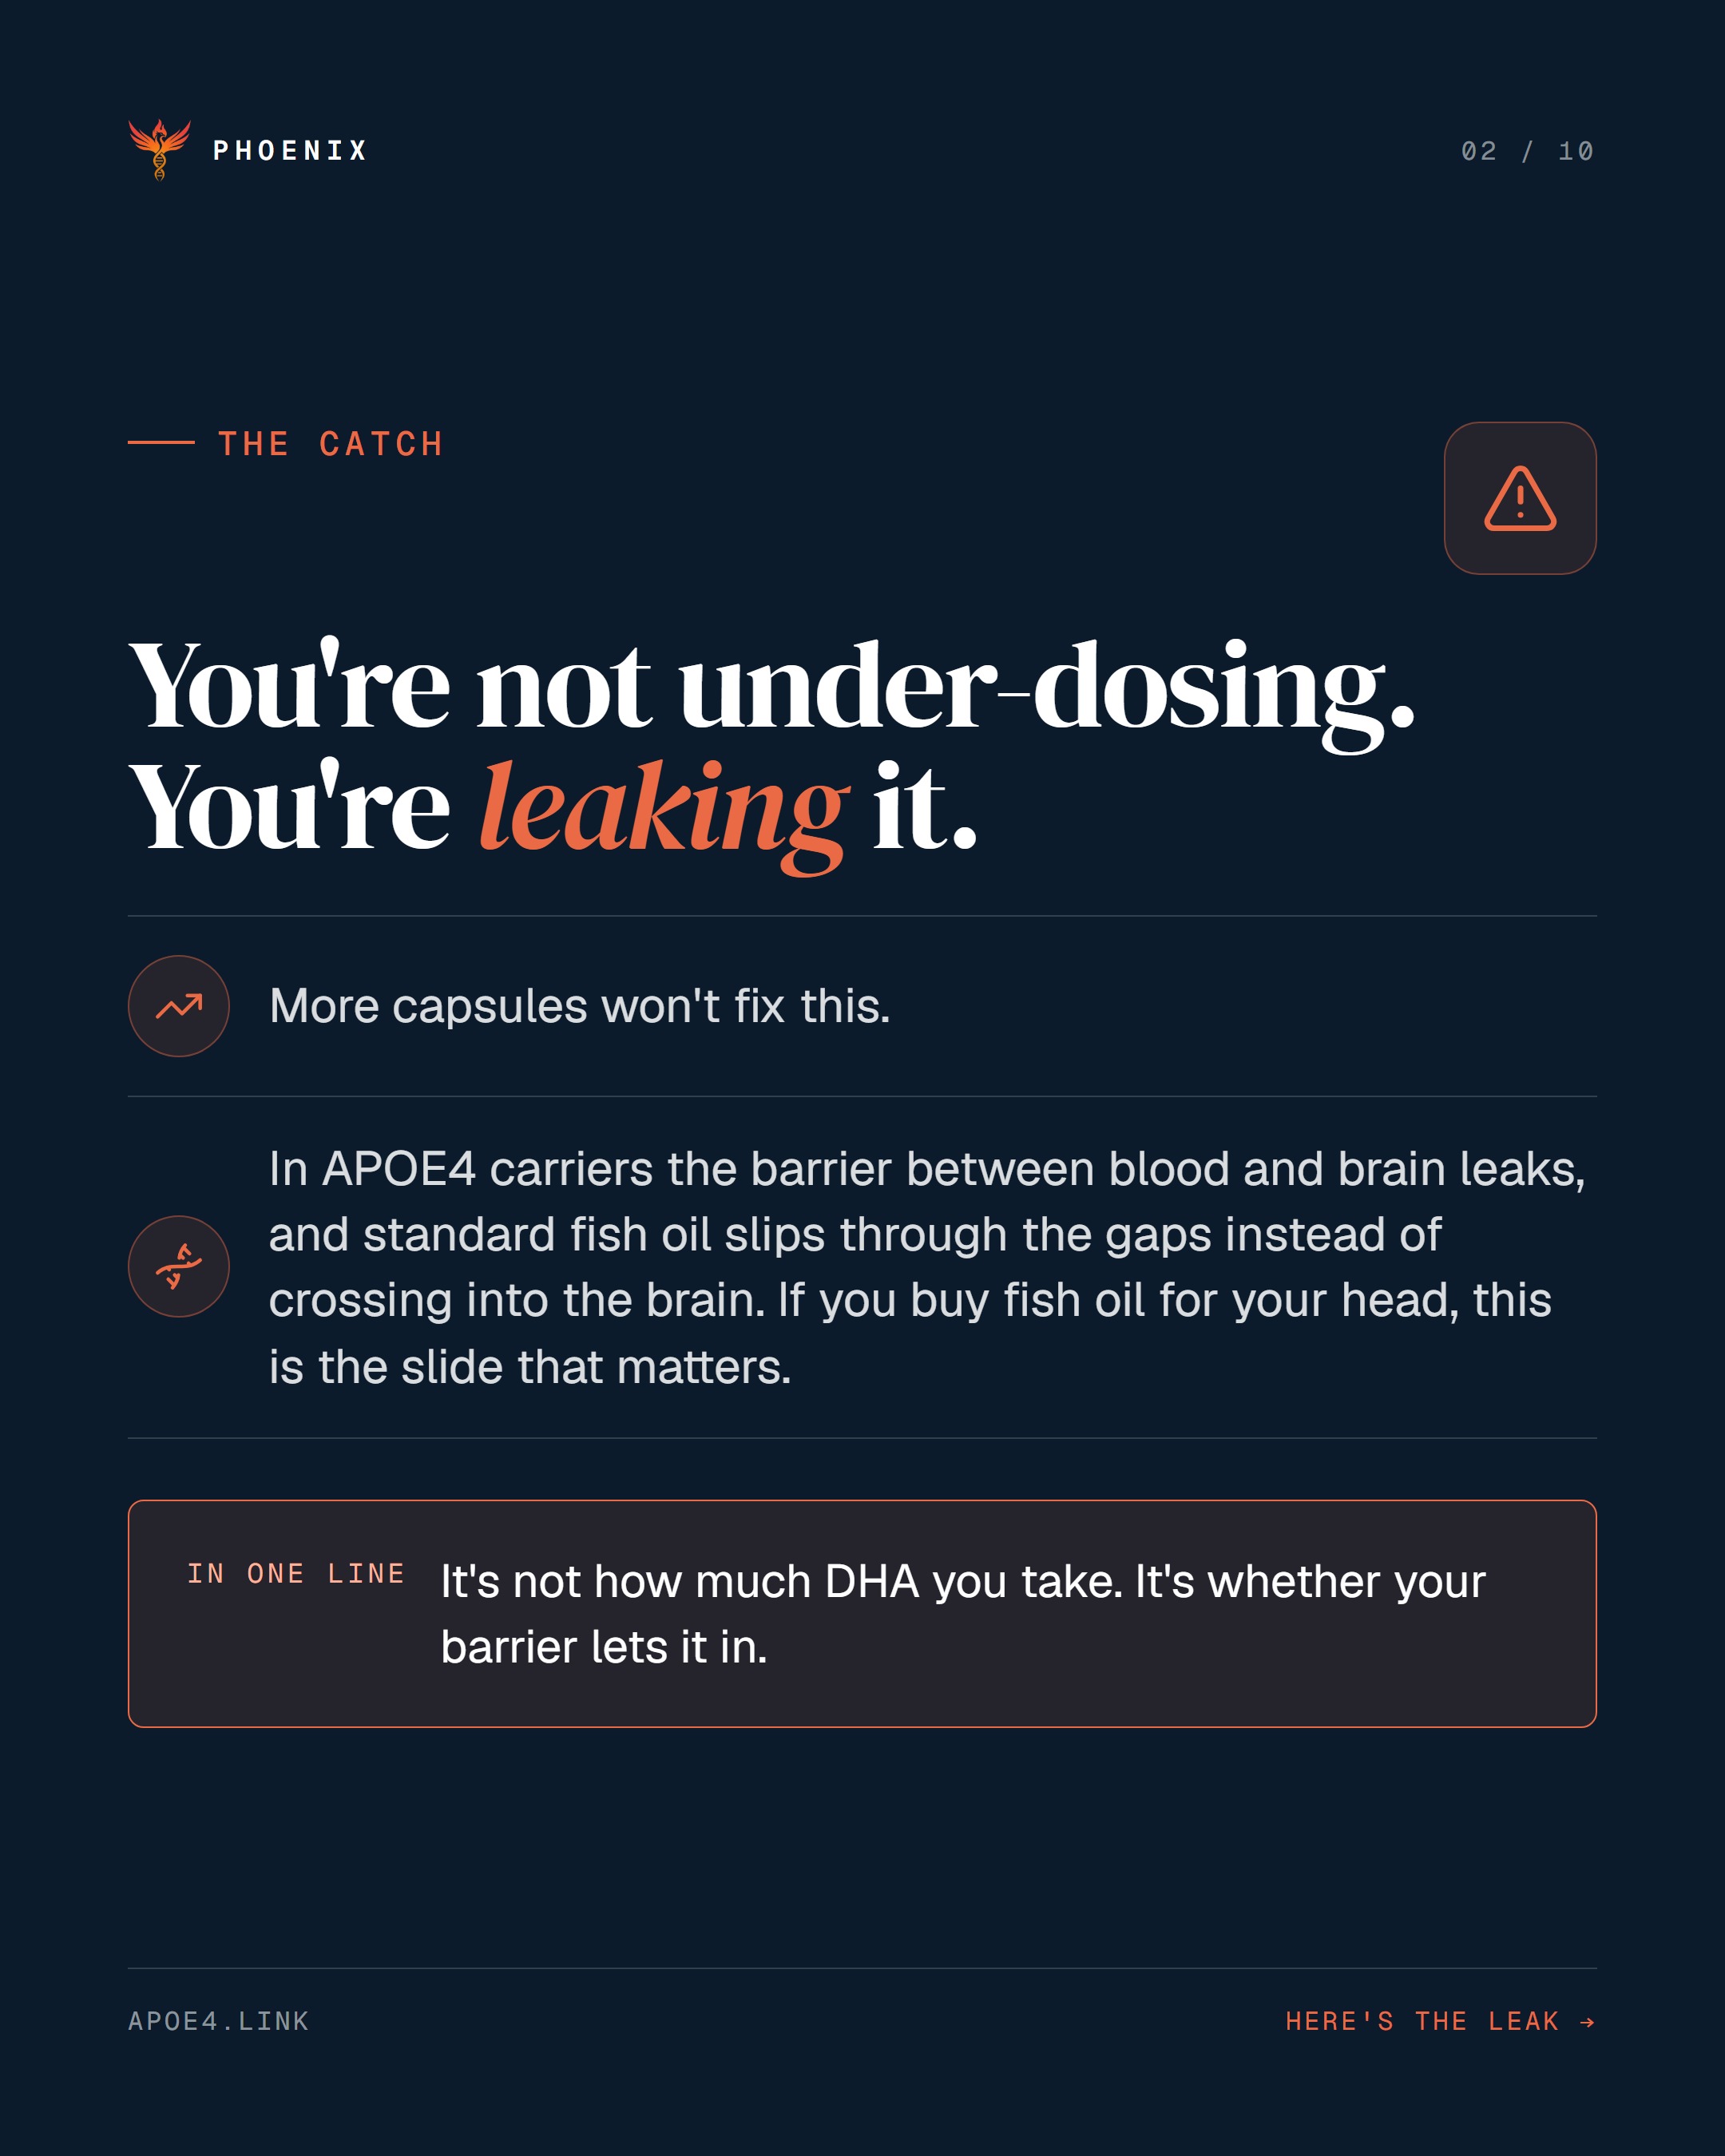 PHOENIX
02 / 10
THE CATCH
You're not under-dosing.
You're leaking it.
More capsules won't fix this.
In APOE4 carriers the barrier between blood and brain leaks,
and standard fish oil slips through the gaps instead of
crossing into the brain. If you buy fish oil for your head, this
is the slide that matters.
IN ONE LINE
It's not how much DHA you take. It's whether your
barrier lets it in.
APOE4.LINK
HERE'S THE LEAK →